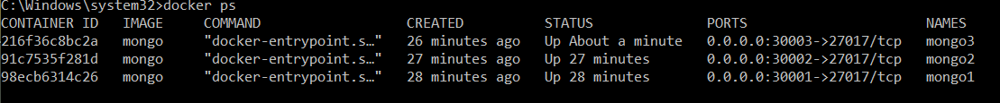 C:\Windows\system32>docker ps
CONTAINER ID IMAGE COMMAND CREATED STATUS PORTS NAMES
216f36c8bc2a mongo "docker-entrypoint.s…" 26 minutes ago Up About a minute 0.0.0.0:30003->27017/tcp mongo3
91c7535f281d mongo "docker-entrypoint.s…" 27 minutes ago Up 27 minutes 0.0.0.0:30002->27017/tcp mongo2
98ecb6314c26 mongo "docker-entrypoint.s…" 28 minutes ago Up 28 minutes 0.0.0.0:30001->27017/tcp mongo1